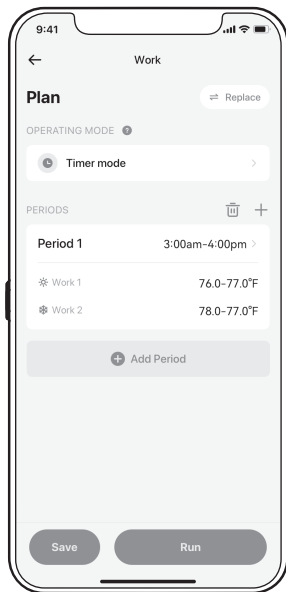 9:41
Work
Plan
Replace
OPERATING MODE ?
Timer mode
PERIODS
Period 1 3:00am-4:00pm
Work 1 76.0-77.0°F
Work 2 78.0-77.0°F
Add Period
Save Run